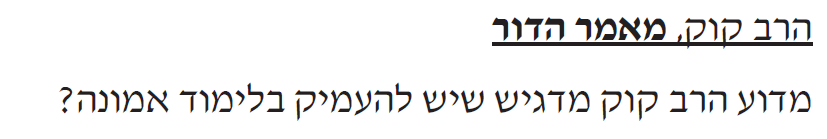 הרב קוק, מאמר הדור
מדוע הרב קוק מדגיש שיש להעמיק בלימוד אמונה?